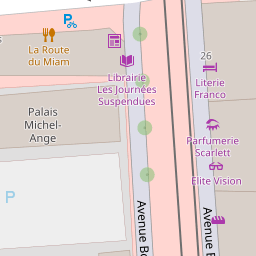 La Route
du Miam
Librairie
Les Journées
Suspendues
26
Literie
Franco
Palais
Michel-
Ange
Parfumerie
Scarlett
Elite Vision
P
Avenue Bo
Avenue B